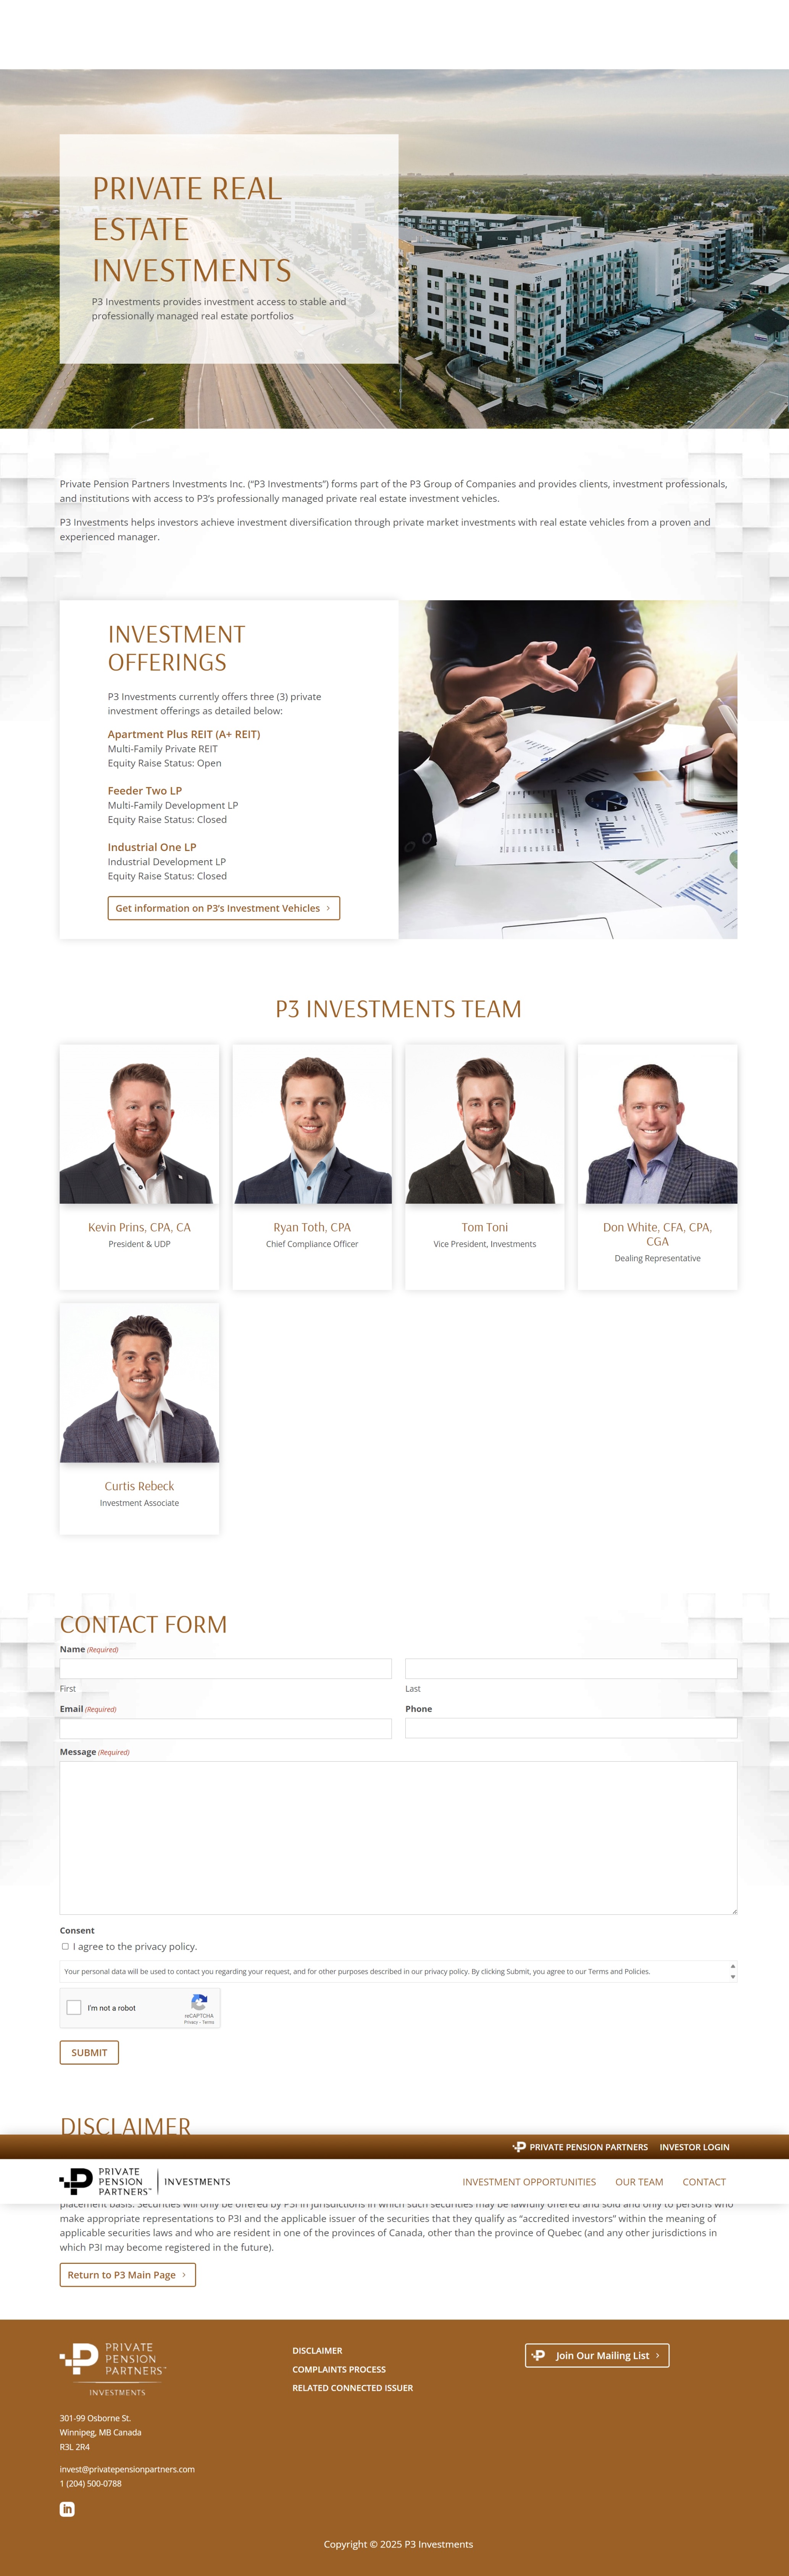 PRIVATE REAL
ESTATE
INVESTMENTS
P3 Investments provides investment access to stable and
professionally managed real estate portfolios
Private Pension Partners Investments Inc. (“P3 Investments”) forms part of the P3 Group of Companies and provides clients, investment professionals,
and institutions with access to P3’s professionally managed private real estate investment vehicles.
P3 Investments helps investors achieve investment diversification through private market investments with real estate vehicles from a proven and
experienced manager.
INVESTMENT
OFFERINGS
P3 Investments currently offers three (3) private
investment offerings as detailed below:
Apartment Plus REIT (A+ REIT)
Multi-Family Private REIT
Equity Raise Status: Open
Feeder Two LP
Multi-Family Development LP
Equity Raise Status: Closed
Industrial One LP
Industrial Development LP
Equity Raise Status: Closed
Get information on P3’s Investment Vehicles
P3 INVESTMENTS TEAM
Kevin Prins, CPA, CA
President & UDP
Ryan Toth, CPA
Chief Compliance Officer
Tom Toni
Vice President, Investments
Don White, CFA, CPA,
CGA
Dealing Representative
Curtis Rebeck
Investment Associate
CONTACT FORM
Name (Required)
First
Last
Email (Required)
Phone
Message (Required)
Consent
I agree to the privacy policy.
Your personal data will be used to contact you regarding your request, and for other purposes described in our privacy policy. By clicking Submit, you agree to our Terms and Policies.
I'm not a robot
reCAPTCHA
Privacy - Terms
SUBMIT
DISCLAIMER
PRIVATE PENSION PARTNERS INVESTOR LOGIN
PRIVATE
PENSION
PARTNERS™
INVESTMENTS
INVESTMENT OPPORTUNITIES OUR TEAM CONTACT
placement basis. Securities will only be offered by P3I in jurisdictions in which such securities may be lawfully offered and sold and only to persons who
make appropriate representations to P3I and the applicable issuer of the securities that they qualify as “accredited investors” within the meaning of
applicable securities laws and who are resident in one of the provinces of Canada, other than the province of Quebec (and any other jurisdictions in
which P3I may become registered in the future).
Return to P3 Main Page
PRIVATE
PENSION
PARTNERS™
INVESTMENTS
301-99 Osborne St.
Winnipeg, MB Canada
R3L 2R4
invest@privatepensionpartners.com
1 (204) 500-0788
in
DISCLAIMER
COMPLAINTS PROCESS
RELATED CONNECTED ISSUER
Join Our Mailing List
Copyright © 2025 P3 Investments